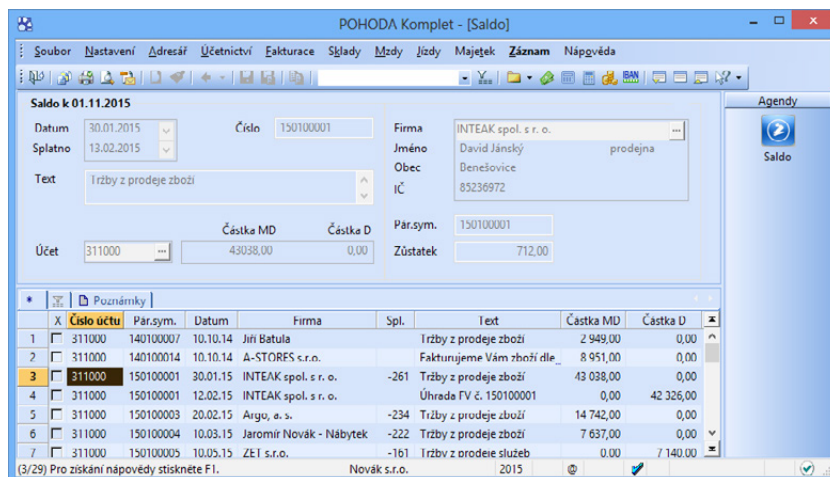 POHODA Komplet - [Saldo]
Soubor Nastavení Adresář Účetnictví Fakturace Sklady Mzdy Jízdy Majetek Záznam Nápověda
IBAN
Saldo k 01.11.2015
Agendy
Datum 30.01.2015 Číslo 150100001 Firma INTEAK spol. s r. o.
Splatno 13.02.2015 Jméno David Jánský prodejna
Saldo
Obec Benešovice
Text Tržby z prodeje zboží
IČ 85236972
Částka MD Částka D Pár.sym. 150100001
Účet 311000 43038,00 0,00 Zůstatek 712,00
* Poznámky
X Číslo účtu Pár.sym. Datum Firma Spl. Text Částka MD Částka D
1 311000 140100007 10.10.14 Jiří Batula Tržby z prodeje zboží 2 949,00 0,00
2 311000 140100014 10.10.14 A-STORES s.r.o. Fakturujeme Vám zboží dle... 8 951,00 0,00
3 311000 150100001 30.01.15 INTEAK spol. s r. o. -261 Tržby z prodeje zboží 43 038,00 0,00
4 311000 150100001 12.02.15 INTEAK spol. s r. o. Úhrada FV č. 150100001 0,00 42 326,00
5 311000 150100003 20.02.15 Argo, a. s. -234 Tržby z prodeje zboží 14 742,00 0,00
6 311000 150100004 10.03.15 Jaromír Novák - Nábytek -222 Tržby z prodeje zboží 7 637,00 0,00
7 311000 150100005 10.05.15 ZET s.r.o. -161 Tržby z prodeje služeb 0,00 7 140,00
(3/29) Pro získání nápovědy stiskněte F1. Novák s.r.o. 2015 @